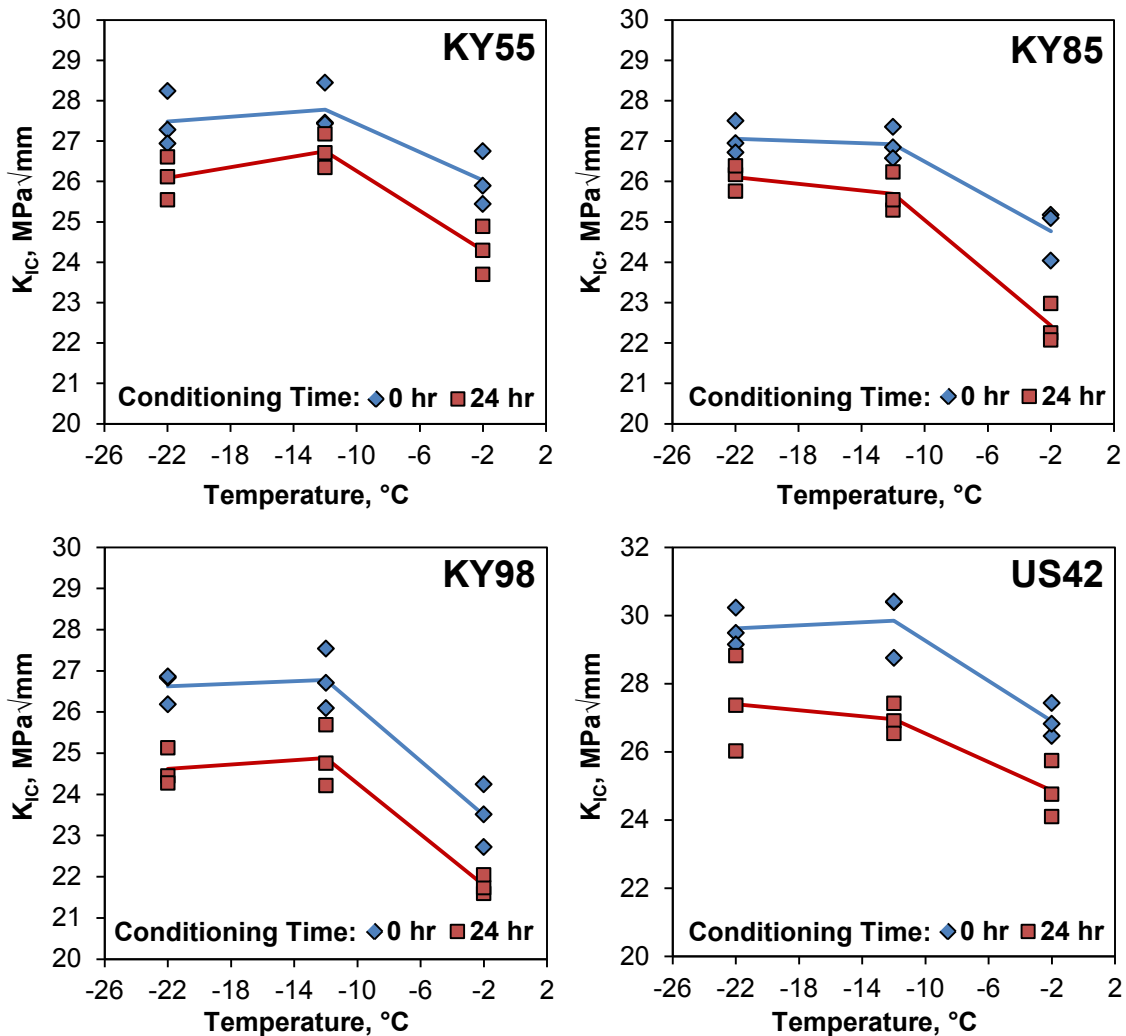 KY55
30
29
28
27
26
25
24
23
22
21
20
K_IC, MPa√mm
Conditioning Time: 0 hr 24 hr
-26 -22 -18 -14 -10 -6 -2 2
Temperature, °C
KY85
30
29
28
27
26
25
24
23
22
21
20
K_IC, MPa√mm
Conditioning Time: 0 hr 24 hr
-26 -22 -18 -14 -10 -6 -2 2
Temperature, °C
KY98
30
29
28
27
26
25
24
23
22
21
20
K_IC, MPa√mm
Conditioning Time: 0 hr 24 hr
-26 -22 -18 -14 -10 -6 -2 2
Temperature, °C
US42
32
30
28
26
24
22
20
K_IC, MPa√mm
Conditioning Time: 0 hr 24 hr
-26 -22 -18 -14 -10 -6 -2 2
Temperature, °C